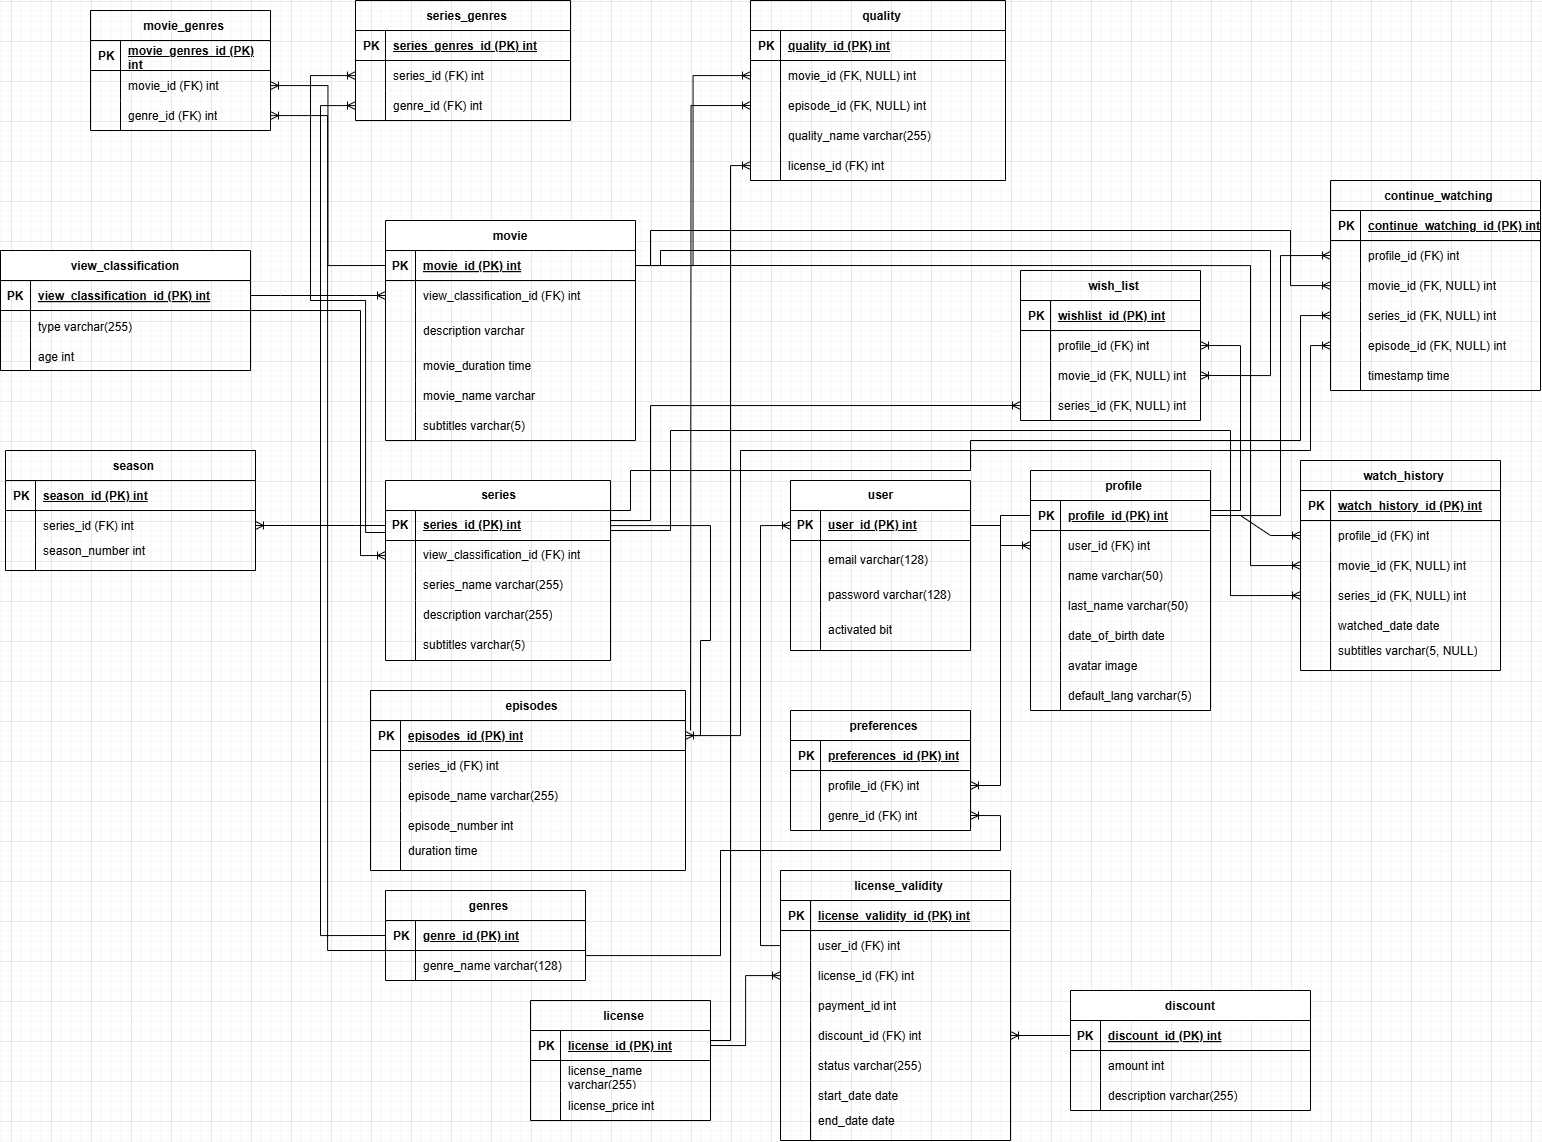 movie_genres
PK
movie_genres_id (PK)
int
movie_id (FK) int
genre_id (FK) int
series_genres
PK
series_genres_id (PK) int
series_id (FK) int
genre_id (FK) int
quality
PK
quality_id (PK) int
movie_id (FK, NULL) int
episode_id (FK, NULL) int
quality_name varchar(255)
license_id (FK) int
continue_watching
PK
continue_watching_id (PK) int
profile_id (FK) int
movie_id (FK, NULL) int
series_id (FK, NULL) int
episode_id (FK, NULL) int
timestamp time
view_classification
PK
view_classification_id (PK) int
type varchar(255)
age int
movie
PK
movie_id (PK) int
view_classification_id (FK) int
description varchar
movie_duration time
movie_name varchar
subtitles varchar(5)
wish_list
PK
wishlist_id (PK) int
profile_id (FK) int
movie_id (FK, NULL) int
series_id (FK, NULL) int
season
PK
season_id (PK) int
series_id (FK) int
season_number int
series
PK
series_id (PK) int
view_classification_id (FK) int
series_name varchar(255)
description varchar(255)
subtitles varchar(5)
user
PK
user_id (PK) int
email varchar(128)
password varchar(128)
activated bit
profile
PK
profile_id (PK) int
user_id (FK) int
name varchar(50)
last_name varchar(50)
date_of_birth date
avatar image
default_lang varchar(5)
watch_history
PK
watch_history_id (PK) int
profile_id (FK) int
movie_id (FK, NULL) int
series_id (FK, NULL) int
watched_date date
subtitles varchar(5, NULL)
episodes
PK
episodes_id (PK) int
series_id (FK) int
episode_name varchar(255)
episode_number int
duration time
preferences
PK
preferences_id (PK) int
profile_id (FK) int
genre_id (FK) int
genres
PK
genre_id (PK) int
genre_name varchar(128)
license_validity
PK
license_validity_id (PK) int
user_id (FK) int
license_id (FK) int
payment_id int
discount_id (FK) int
status varchar(255)
start_date date
end_date date
license
PK
license_id (PK) int
license_name
varchar(255)
license_price int
discount
PK
discount_id (PK) int
amount int
description varchar(255)